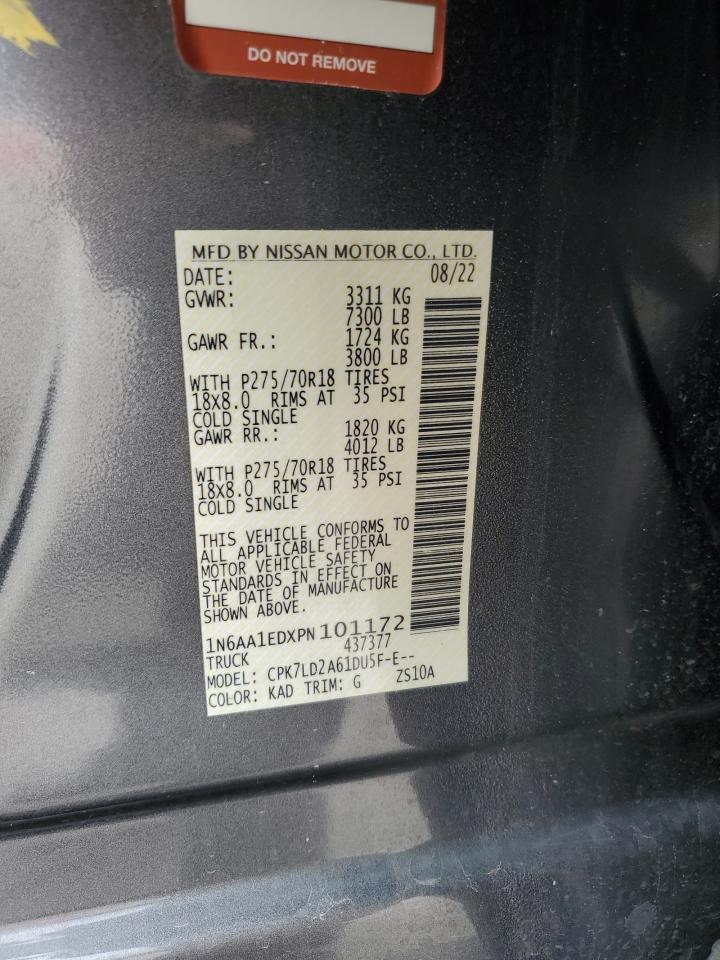 DO NOT REMOVE
MFD BY NISSAN MOTOR CO., LTD.
DATE: 08/22
GVWR: 3311 KG
7300 LB
GAWR FR.: 1724 KG
3800 LB
WITH P275/70R18 TIRES
18X8.0 RIMS AT 35 PSI
COLD SINGLE
GAWR RR.: 1820 KG
4012 LB
WITH P275/70R18 TIRES
18X8.0 RIMS AT 35 PSI
COLD SINGLE
THIS VEHICLE CONFORMS TO
ALL APPLICABLE FEDERAL
MOTOR VEHICLE SAFETY
STANDARDS IN EFFECT ON
THE DATE OF MANUFACTURE
SHOWN ABOVE.
1N6AA1EDXPN101172
TRUCK 437377
MODEL: CPK7LD2A61DU5F-E--
COLOR: KAD TRIM: G ZS10A